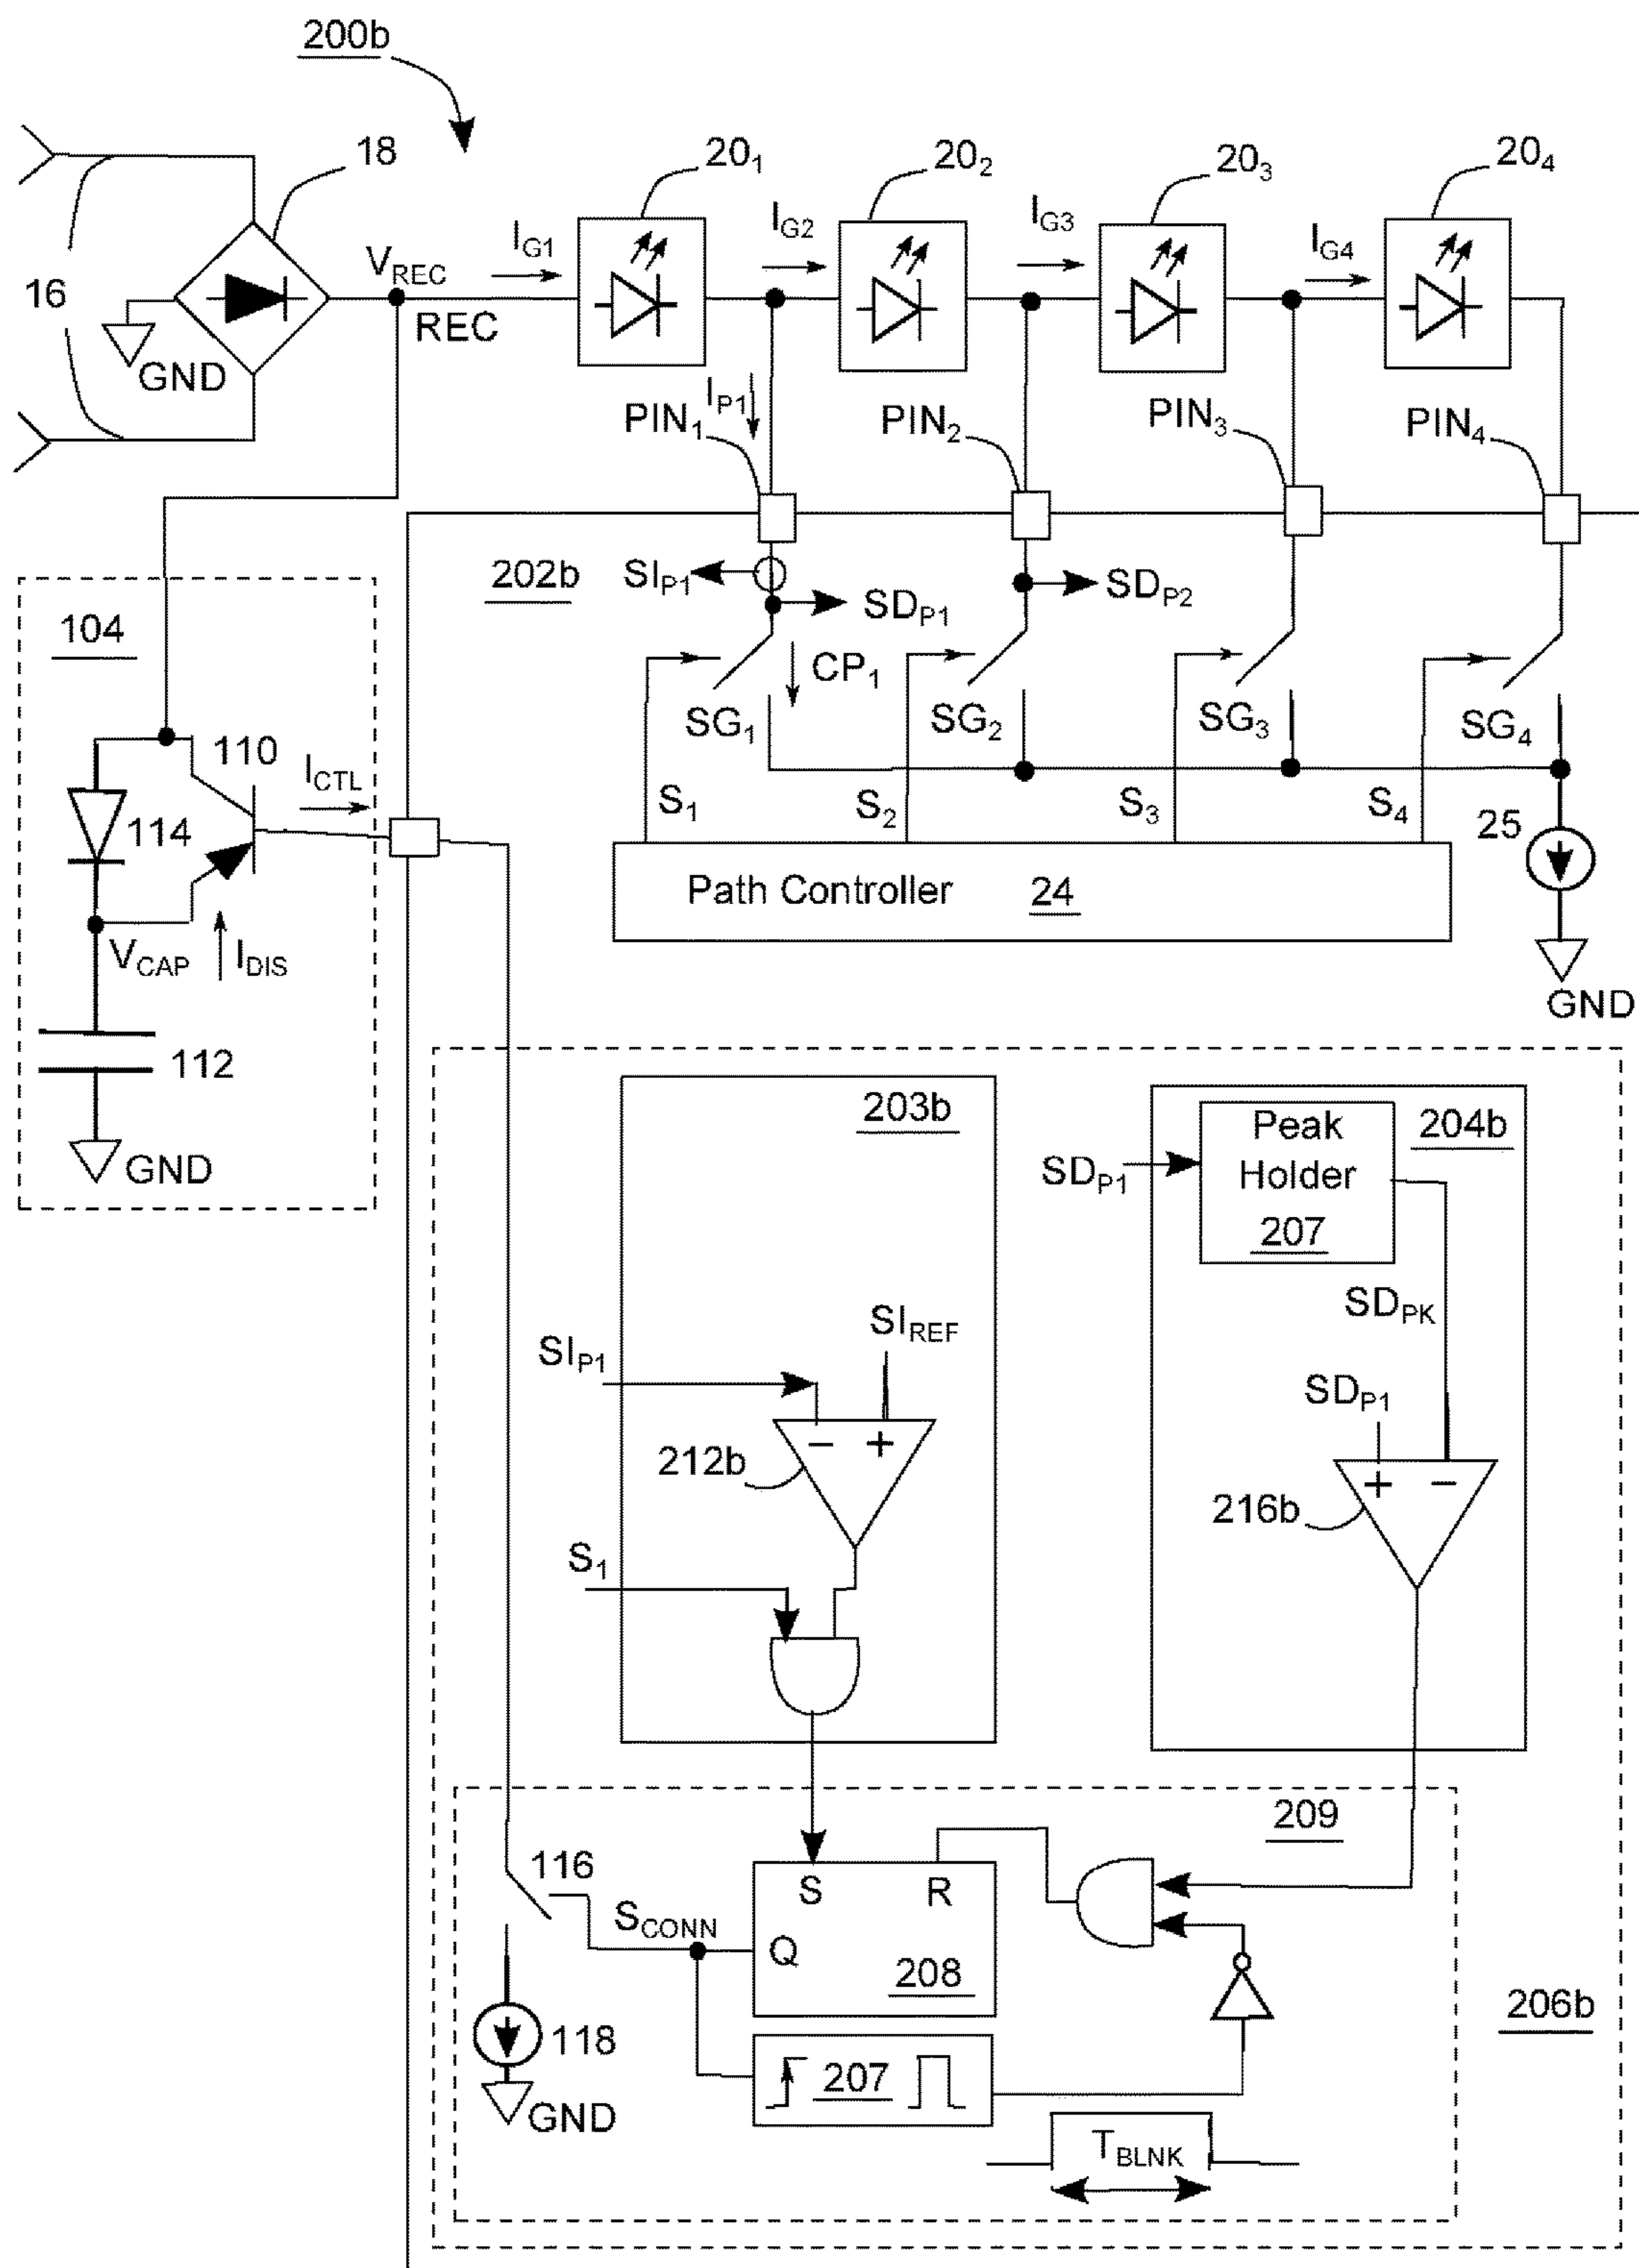 200b
18
20₁
20₂
20₃
20₄
16
V_REC
I_G1
I_G2
I_G3
I_G4
REC
GND
I_P1
PIN₁
PIN₂
PIN₃
PIN₄
202b
SI_P1
SD_P1
SD_P2
104
CP₁
SG₁
SG₂
SG₃
SG₄
110
I_CTL
114
S₁
S₂
S₃
S₄
25
Path Controller 24
V_CAP
I_DIS
GND
112
GND
203b
204b
Peak
Holder
207
SD_P1
SD_PK
SI_REF
SI_P1
SD_P1
- +
+ -
212b
216b
S₁
209
116
S R
S_CONN
Q
208
206b
118
207
GND
T_BLNK